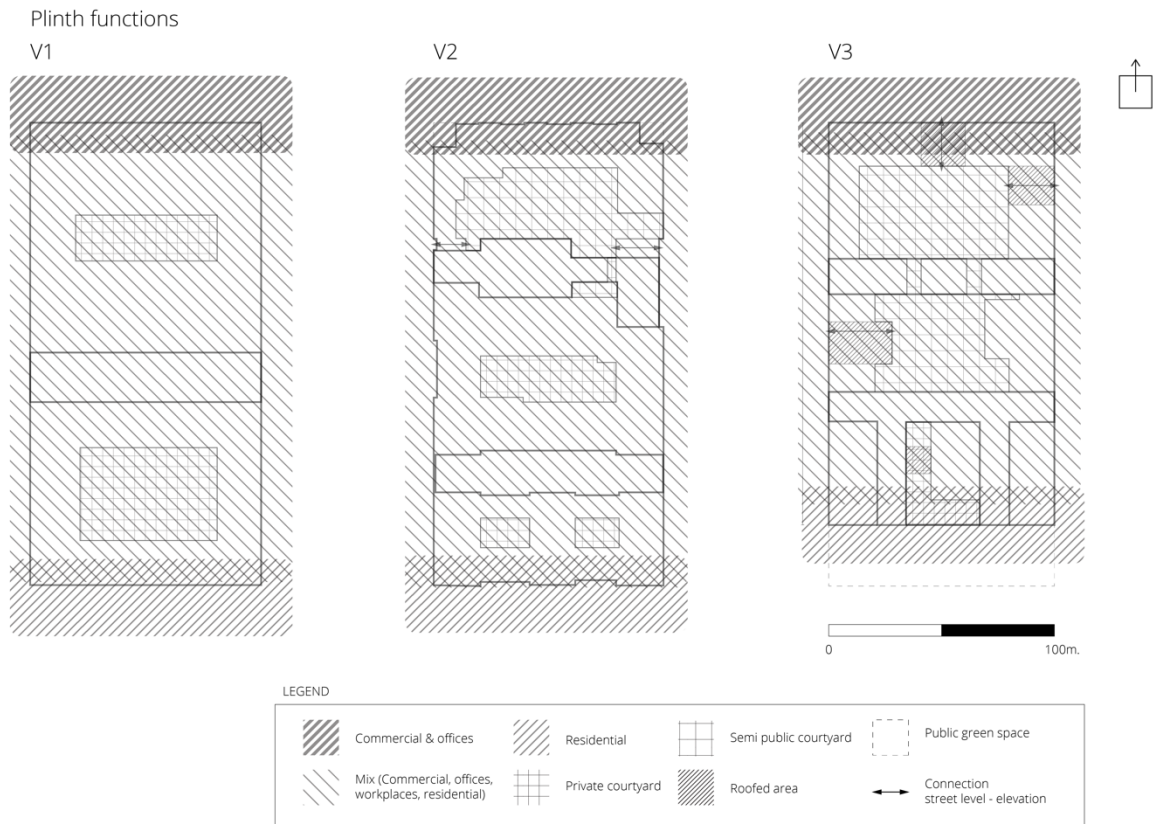 Plinth functions
V1
V2
V3
0
100m.
LEGEND
Commercial & offices
Residential
Semi public courtyard
Public green space
Mix (Commercial, offices,
workplaces, residential)
Private courtyard
Roofed area
Connection
street level - elevation